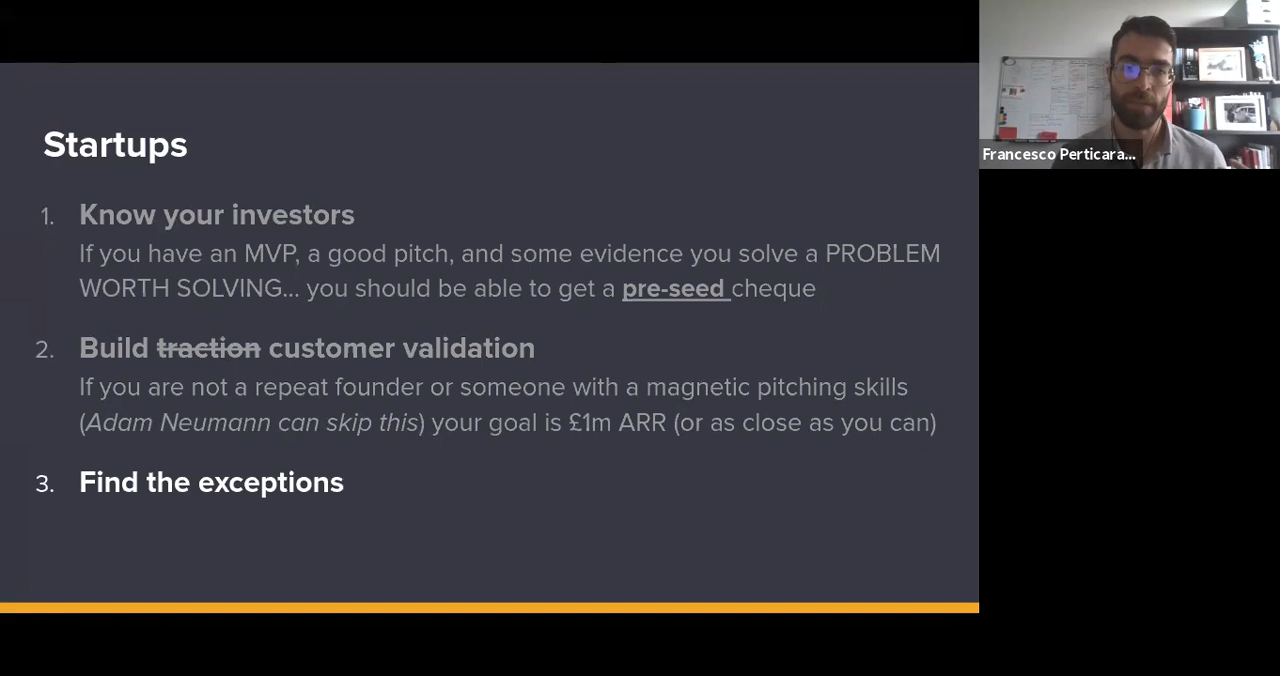 Startups
1. Know your investors
If you have an MVP, a good pitch, and some evidence you solve a PROBLEM
WORTH SOLVING... you should be able to get a pre-seed cheque
2. Build traction customer validation
If you are not a repeat founder or someone with a magnetic pitching skills
(Adam Neumann can skip this) your goal is £1m ARR (or as close as you can)
3. Find the exceptions
Francesco Perticara...